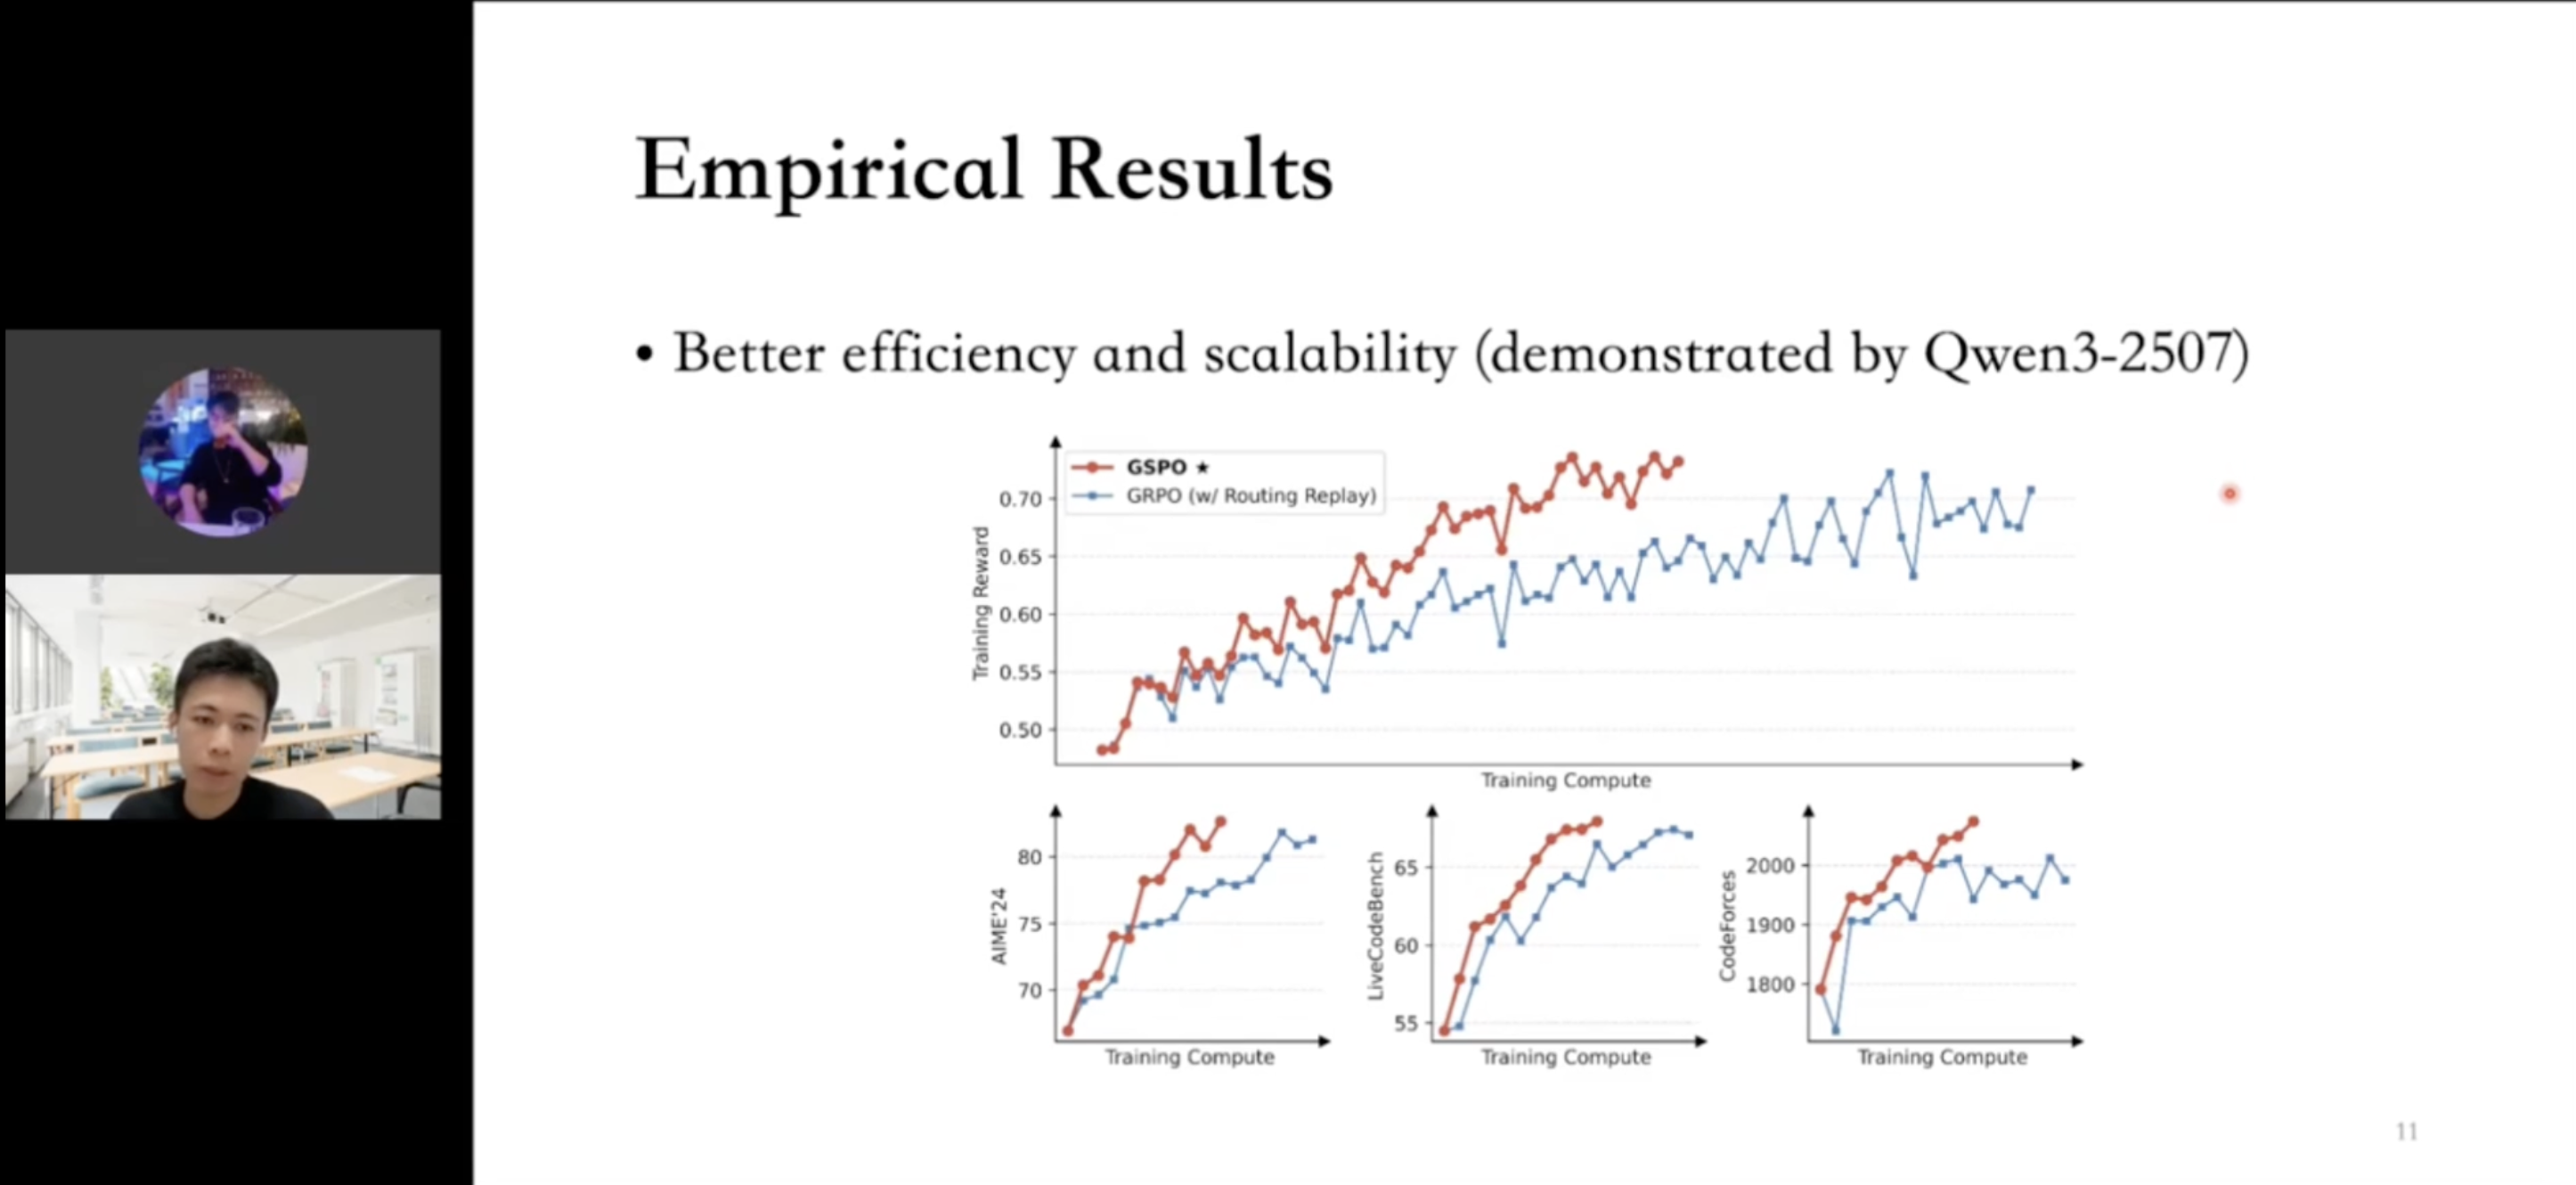 Empirical Results
• Better efficiency and scalability (demonstrated by Qwen3-2507)
GSPO ★
GRPO (w/ Routing Replay)
Training Reward
0.70
0.65
0.60
0.55
0.50
Training Compute
AIME'24
80
75
70
Training Compute
LiveCodeBench
65
60
55
Training Compute
CodeForces
2000
1900
1800
Training Compute
11